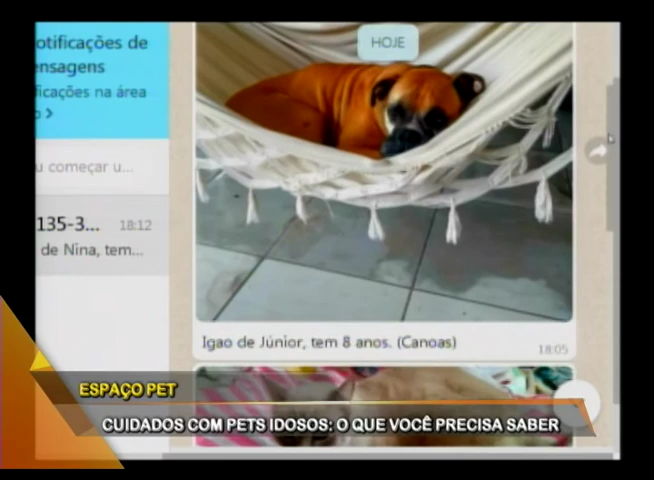 HOJE
otificações de
ensagens
ficações na área
u começar u...
135-3... 18:12
de Nina, tem...
Igao de Júnior, tem 8 anos. (Canoas)
18:05
ESPAÇO PET
CUIDADOS COM PETS IDOSOS: O QUE VOCÊ PRECISA SABER